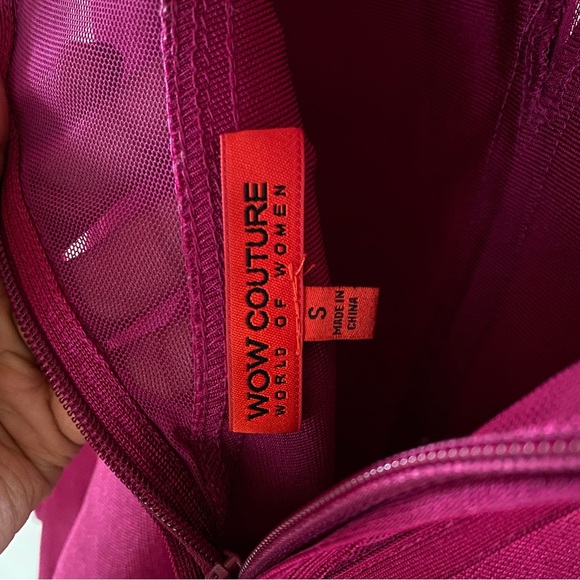 WOW COUTURE
WORLD OF WOMEN
S
MADE IN
CHINA